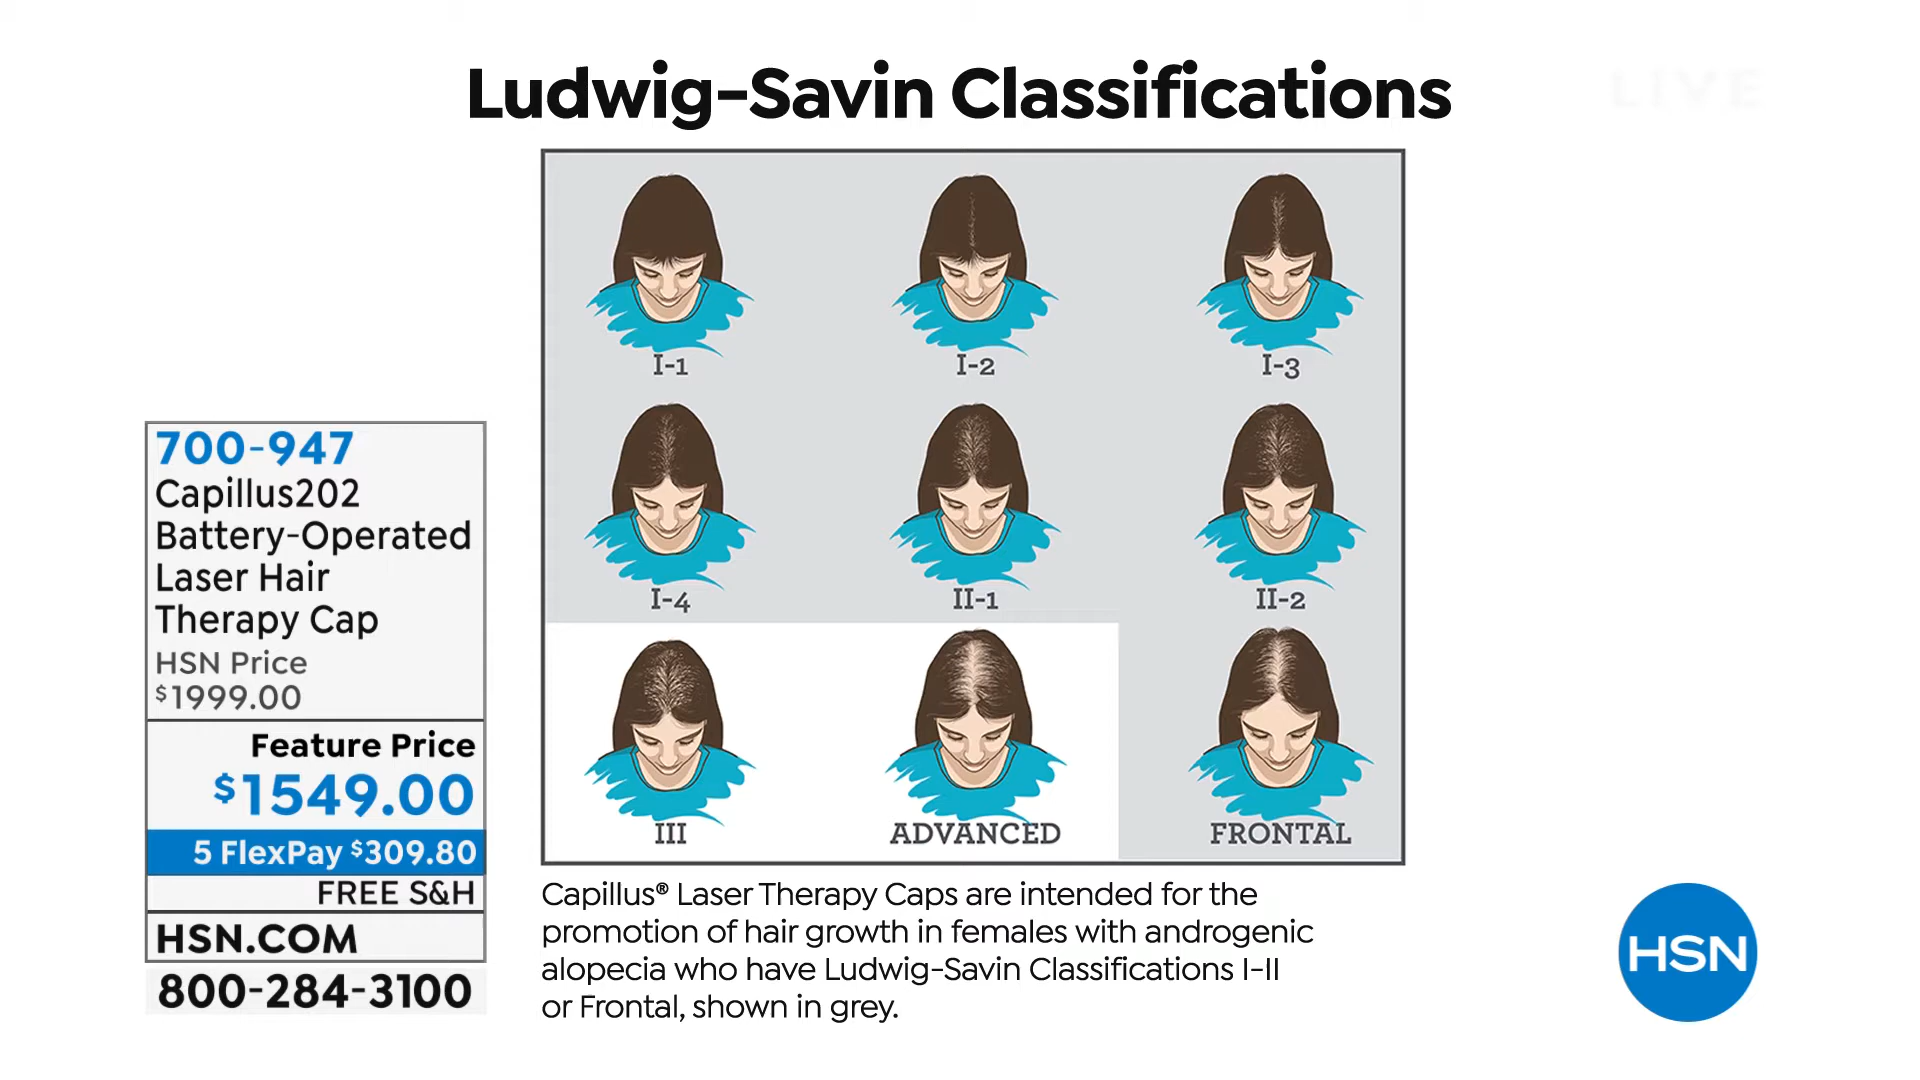 Ludwig-Savin Classifications
LIVE
I-1
I-2
I-3
I-4
II-1
II-2
III
ADVANCED
FRONTAL
700-947
Capillus202
Battery-Operated
Laser Hair
Therapy Cap
HSN Price
$1999.00
Feature Price
$1549.00
5 FlexPay $309.80
FREE S&H
HSN.COM
800-284-3100
Capillus® Laser Therapy Caps are intended for the
promotion of hair growth in females with androgenic
alopecia who have Ludwig-Savin Classifications I-II
or Frontal, shown in grey.
HSN